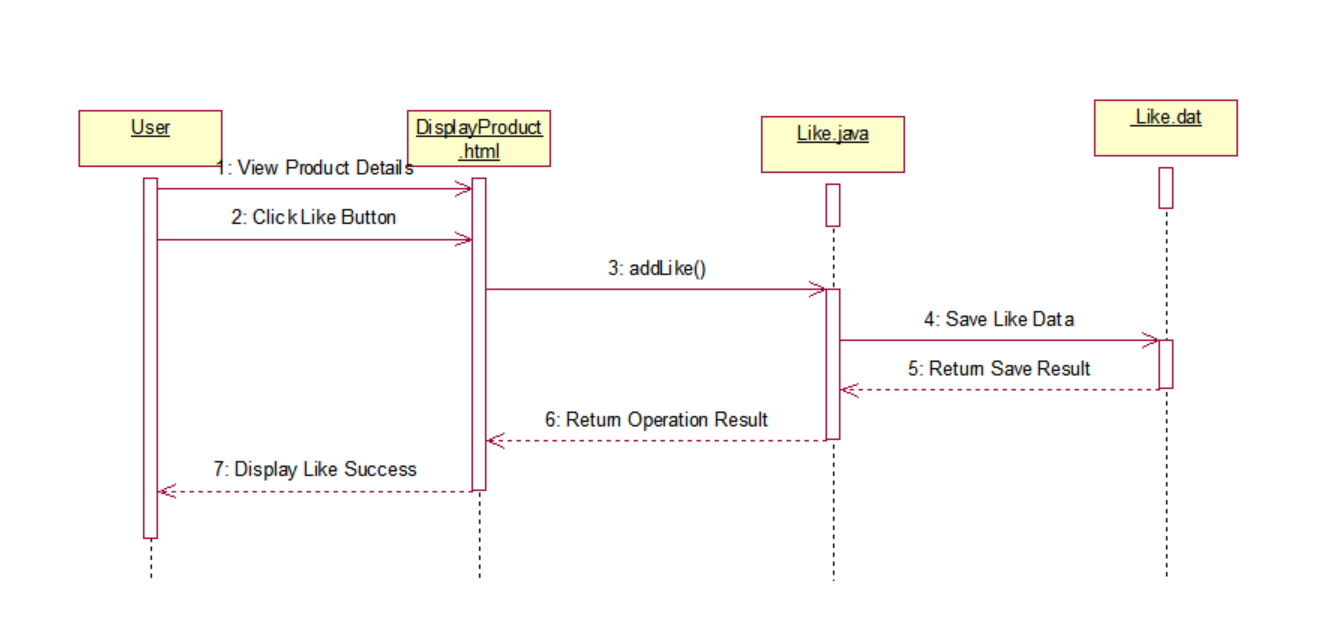 User
DisplayProduct
.html
Like.java
Like.dat
1: View Product Details
2: Click Like Button
3: addLike()
4: Save Like Data
5: Return Save Result
6: Return Operation Result
7: Display Like Success